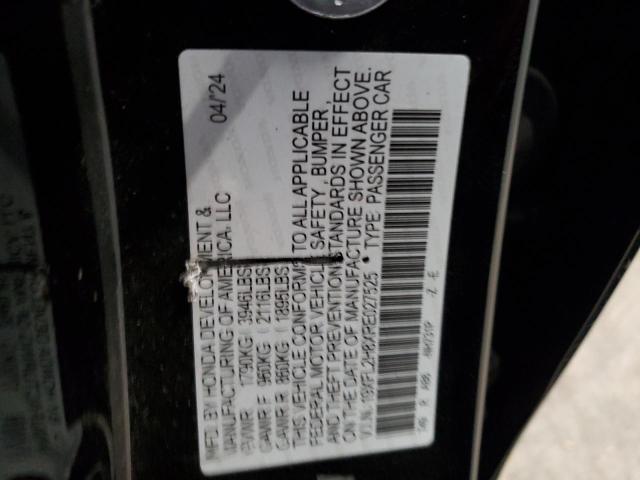 MFD. BY HONDA DEVELOPMENT & 04/24
MANUFACTURING OF AMERICA, LLC
GVWR 1790KG( 3946LBS)
GAWR F 960KG( 2116LBS)
GAWR R 860KG( 1896LBS)
THIS VEHICLE CONFORMS TO ALL APPLICABLE
FEDERAL MOTOR VEHICLE SAFETY, BUMPER,
AND THEFT PREVENTION STANDARDS IN EFFECT
ON THE DATE OF MANUFACTURE SHOWN ABOVE.
V.I.N.: 19XFL2H8XRE027525 • TYPE: PASSENGER CAR